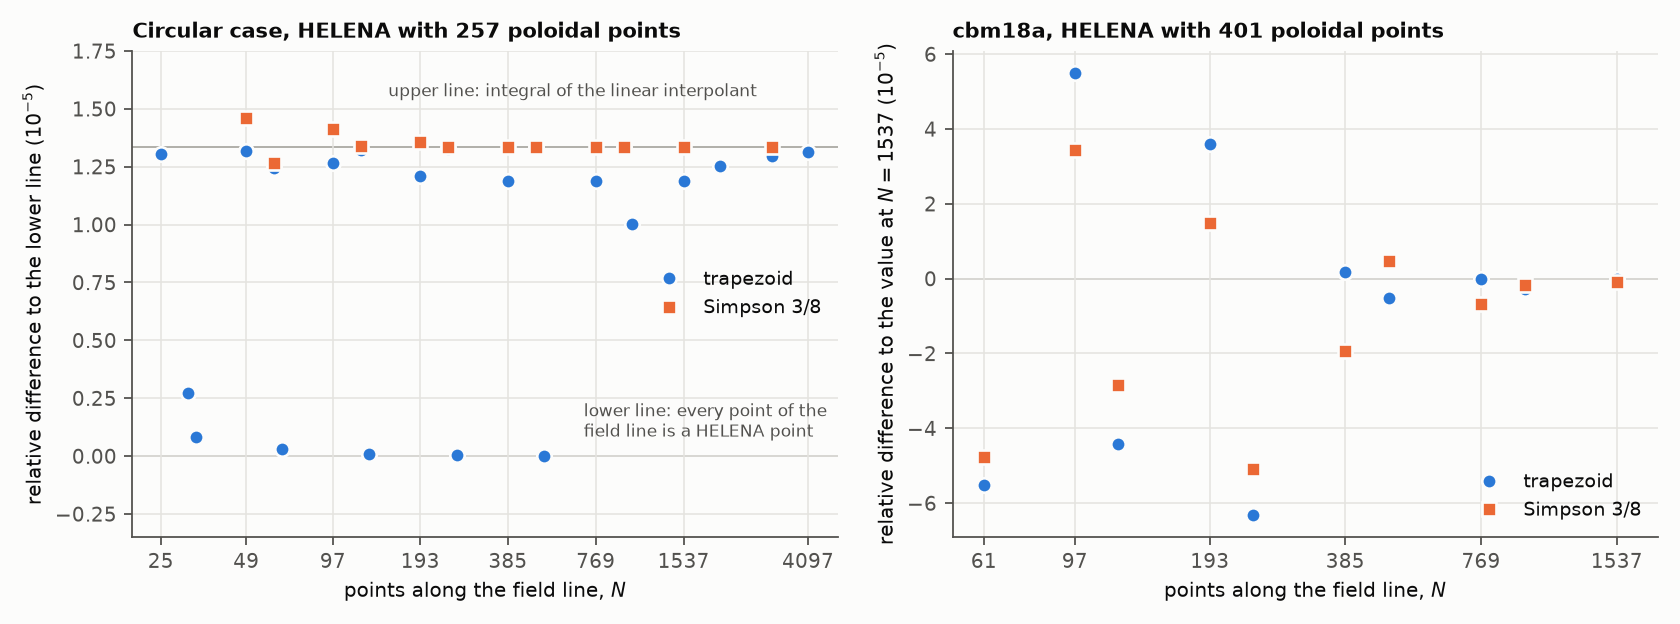 Circular case, HELENA with 257 poloidal points
relative difference to the lower line (10⁻⁵)
1.75
1.50
1.25
1.00
0.75
0.50
0.25
0.00
−0.25
upper line: integral of the linear interpolant
trapezoid
Simpson 3/8
lower line: every point of the
field line is a HELENA point
25
49
97
193
385
769
1537
4097
points along the field line, N
cbm18a, HELENA with 401 poloidal points
relative difference to the value at N = 1537 (10⁻⁵)
6
4
2
0
−2
−4
−6
trapezoid
Simpson 3/8
61
97
193
385
769
1537
points along the field line, N